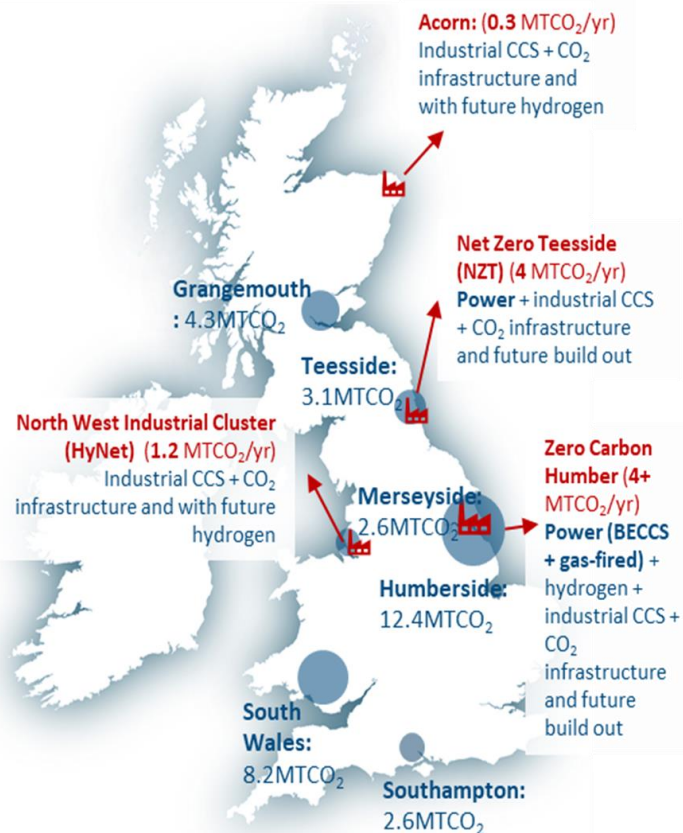 Acorn: (0.3 MTCO₂/yr)
Industrial CCS + CO₂
infrastructure and
with future hydrogen
Net Zero Teesside
(NZT) (4 MTCO₂/yr)
Power + industrial CCS
+ CO₂ infrastructure
and future build out
Grangemouth
: 4.3MTCO₂
Teesside:
3.1MTCO₂
North West Industrial Cluster
(HyNet) (1.2 MTCO₂/yr)
Industrial CCS + CO₂
infrastructure and with future
hydrogen
Zero Carbon
Humber (4+
MTCO₂/yr)
Power (BECCS
+ gas-fired) +
hydrogen +
industrial CCS +
CO₂
infrastructure
and future
build out
Merseyside:
2.6MTCO₂
Humberside:
12.4MTCO₂
South
Wales:
8.2MTCO₂
Southampton:
2.6MTCO₂